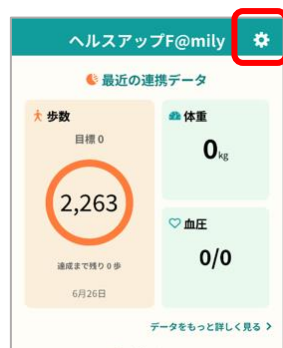 ヘルスアップF@mily
最近の連携データ
歩数
目標 0
2,263
達成まで残り 0 歩
6月26日
体重
0kg
血圧
0/0
データをもっと詳しく見る